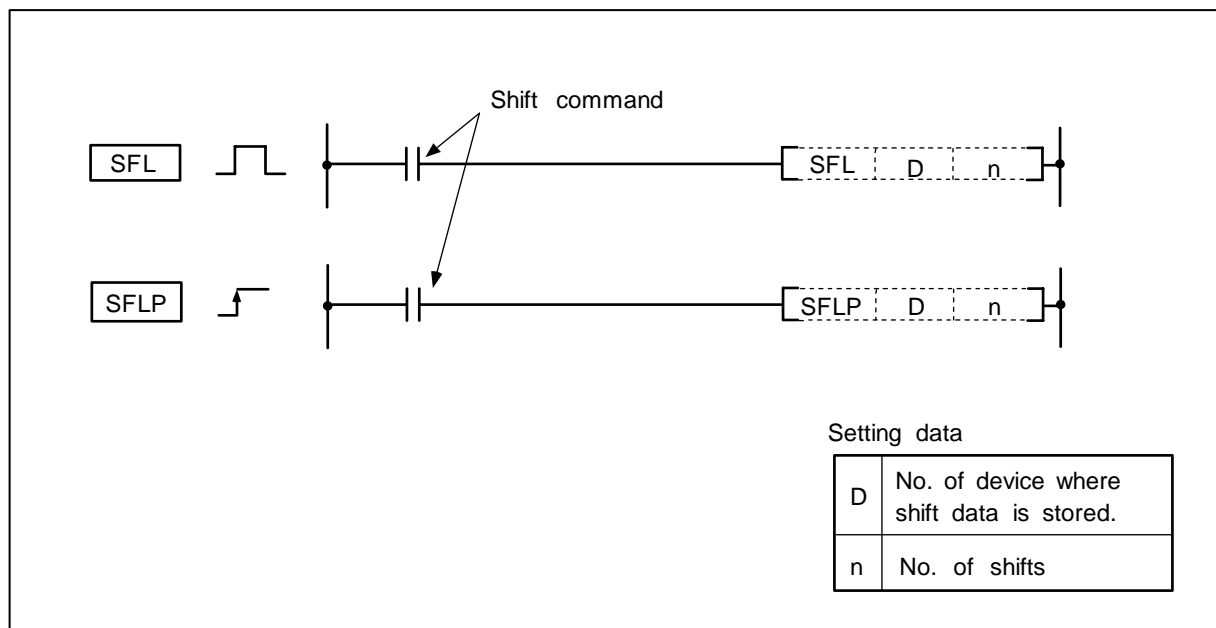 Shift command
SFL
SFL D n
SFLP
SFLP D n
Setting data
D No. of device where
shift data is stored.
n No. of shifts